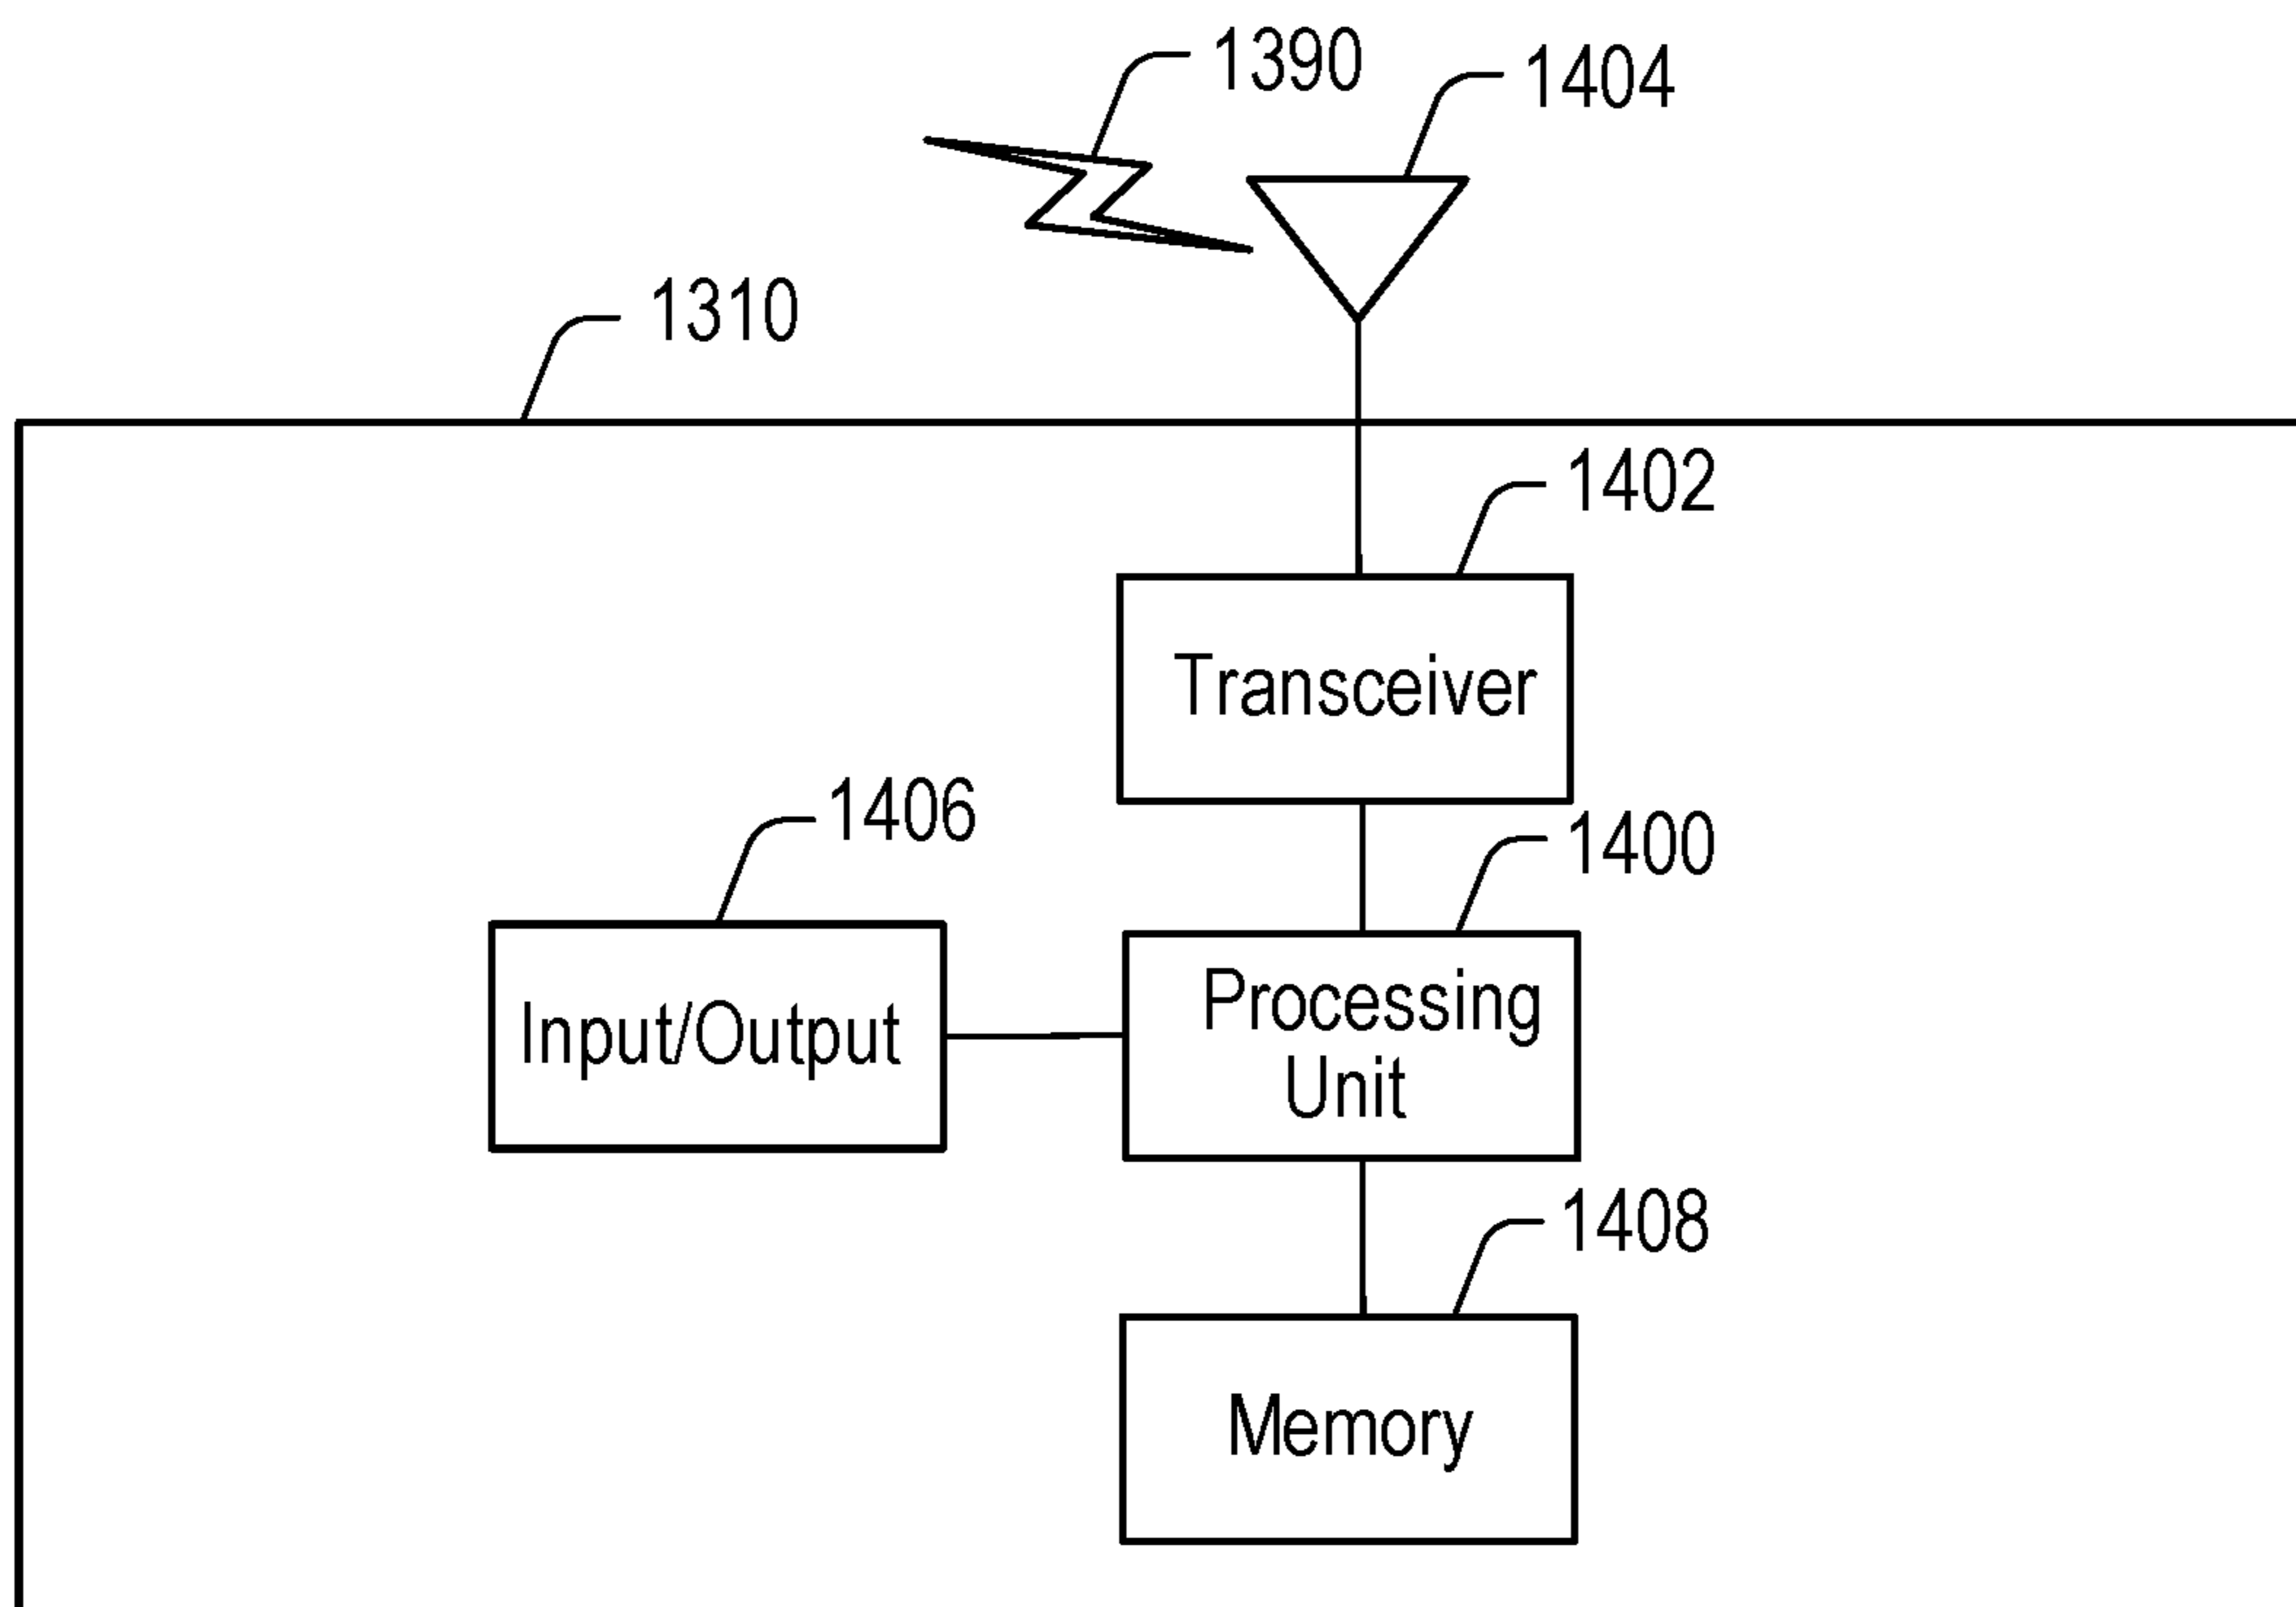 1390
1404
1310
1402
Transceiver
1406
1400
Input/Output
Processing
Unit
1408
Memory